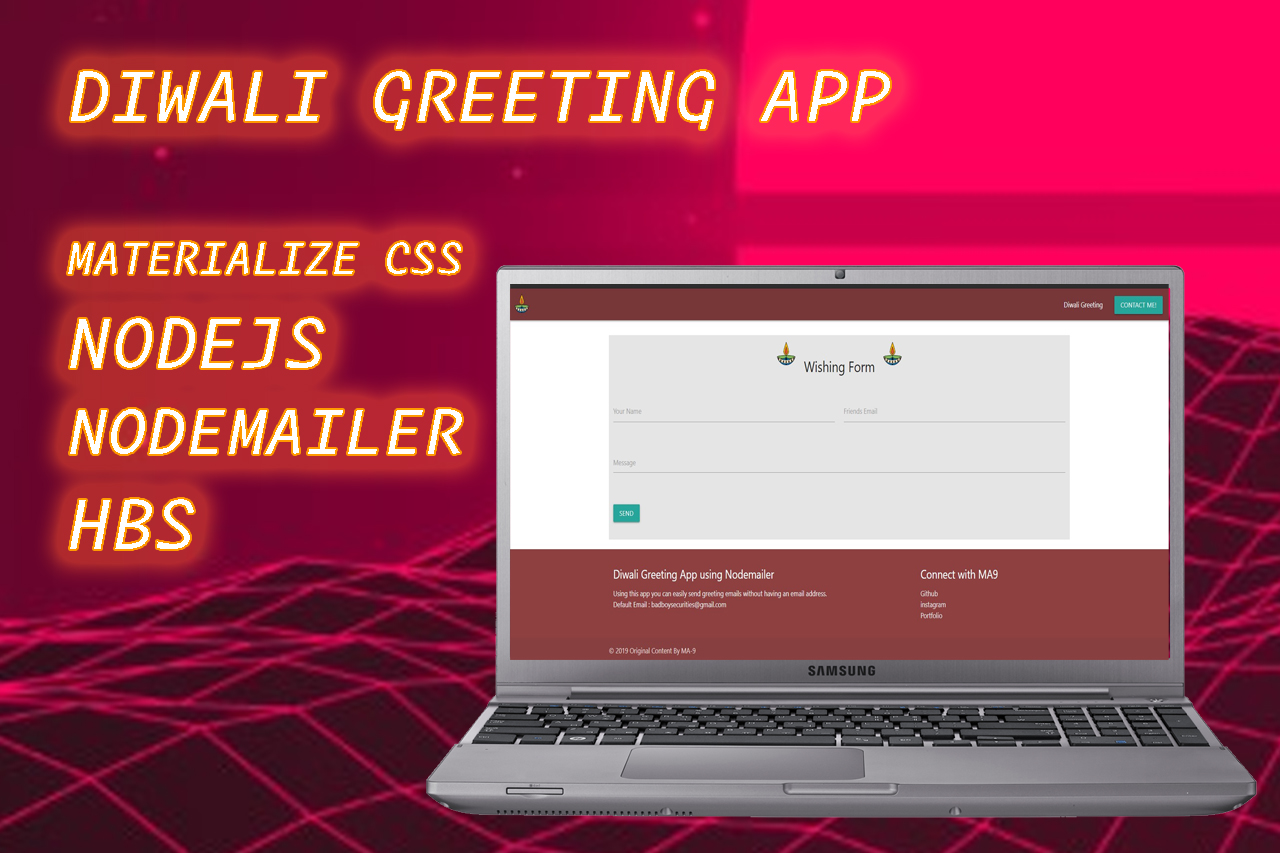 DIWALI GREETING APP
MATERIALIZE CSS
NODEJS
NODEMAILER
HBS
Diwali Greeting
CONTACT ME!
Wishing Form
Your Name
Friends Email
Message
SEND
Diwali Greeting App using Nodemailer
Using this app you can easily send greeting emails without having an email address.
Default Email : badboysecurities@gmail.com
Connect with MA9
Github
instagram
Portfolio
© 2019 Original Content By MA-9
SAMSUNG